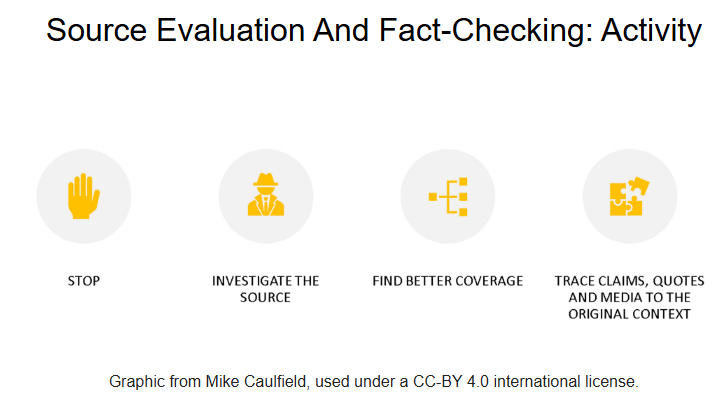 Source Evaluation And Fact-Checking: Activity
STOP
INVESTIGATE THE
SOURCE
FIND BETTER COVERAGE
TRACE CLAIMS, QUOTES
AND MEDIA TO THE
ORIGINAL CONTEXT
Graphic from Mike Caulfield, used under a CC-BY 4.0 international license.